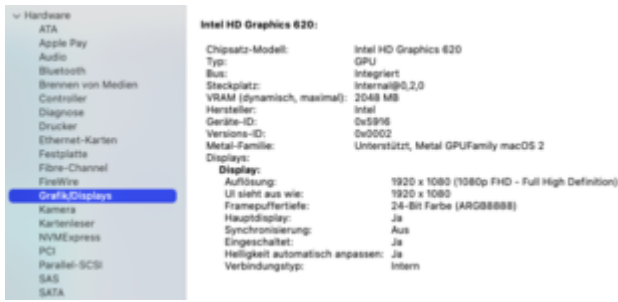 Hardware
ATA
Apple Pay
Audio
Bluetooth
Brennen von Medien
Controller
Diagnose
Drucker
Ethernet-Karten
Festplatte
Fibre-Channel
FireWire
Grafik/Displays
Kamera
Kartenleser
NVMExpress
PCI
Parallel-SCSI
SAS
SATA
Intel HD Graphics 620:
Chipsatz-Modell: Intel HD Graphics 620
Typ: GPU
Bus: Integriert
Steckplatz: Internal@0,2,0
VRAM (dynamisch, maximal): 2048 MB
Hersteller: Intel
Geräte-ID: 0x5916
Versions-ID: 0x0002
Metal-Familie: Unterstützt, Metal GPUFamily macOS 2
Displays:
Display:
Auflösung: 1920 x 1080 (1080p FHD - Full High Definition)
UI sieht aus wie: 1920 x 1080
Framepuffertiefe: 24-Bit Farbe (ARGB8888)
Hauptdisplay: Ja
Synchronisierung: Aus
Eingeschaltet: Ja
Helligkeit automatisch anpassen: Ja
Verbindungstyp: Intern